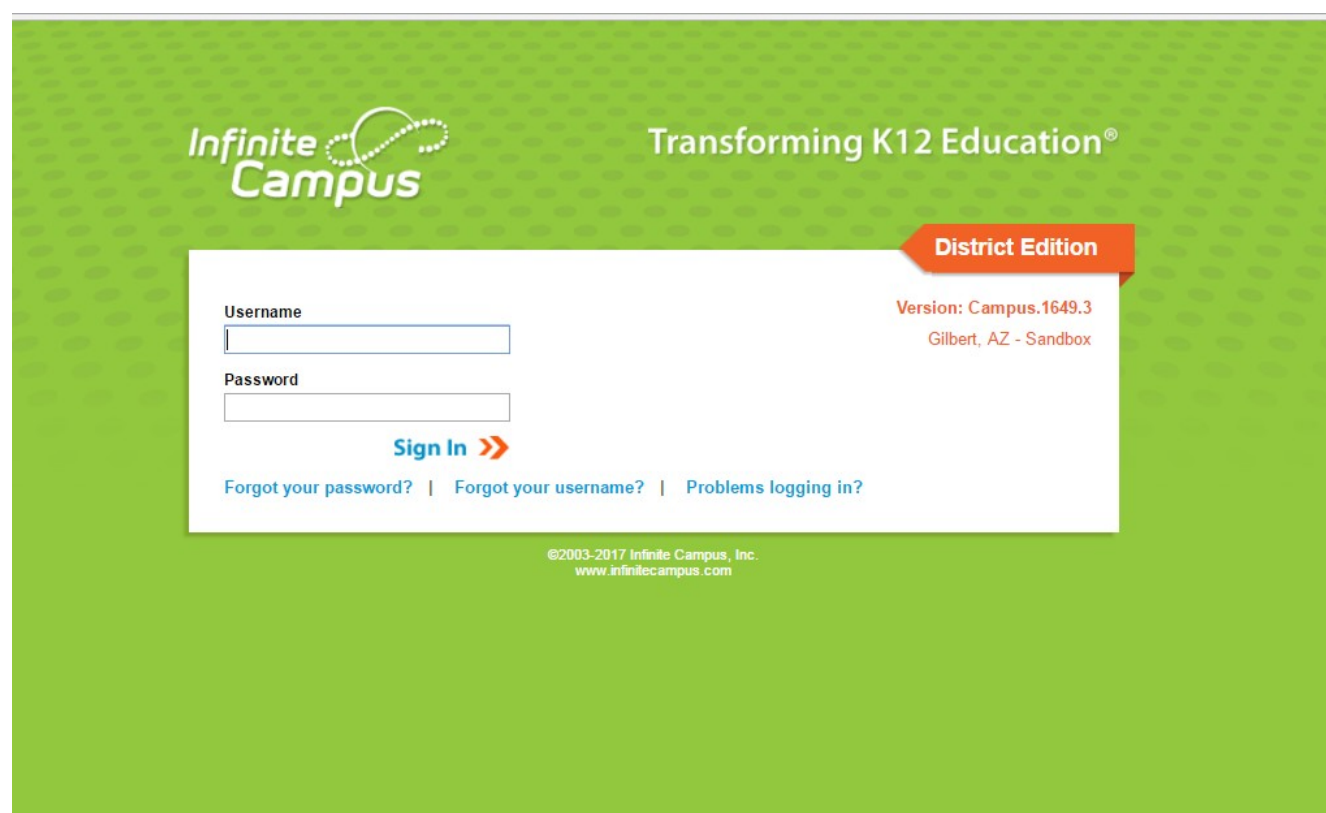 Infinite
Campus
Transforming K12 Education®
District Edition
Version: Campus.1649.3
Gilbert, AZ - Sandbox
Username
Password
Sign In
Forgot your password? | Forgot your username? | Problems logging in?
©2003-2017 Infinite Campus, Inc.
www.infinitecampus.com